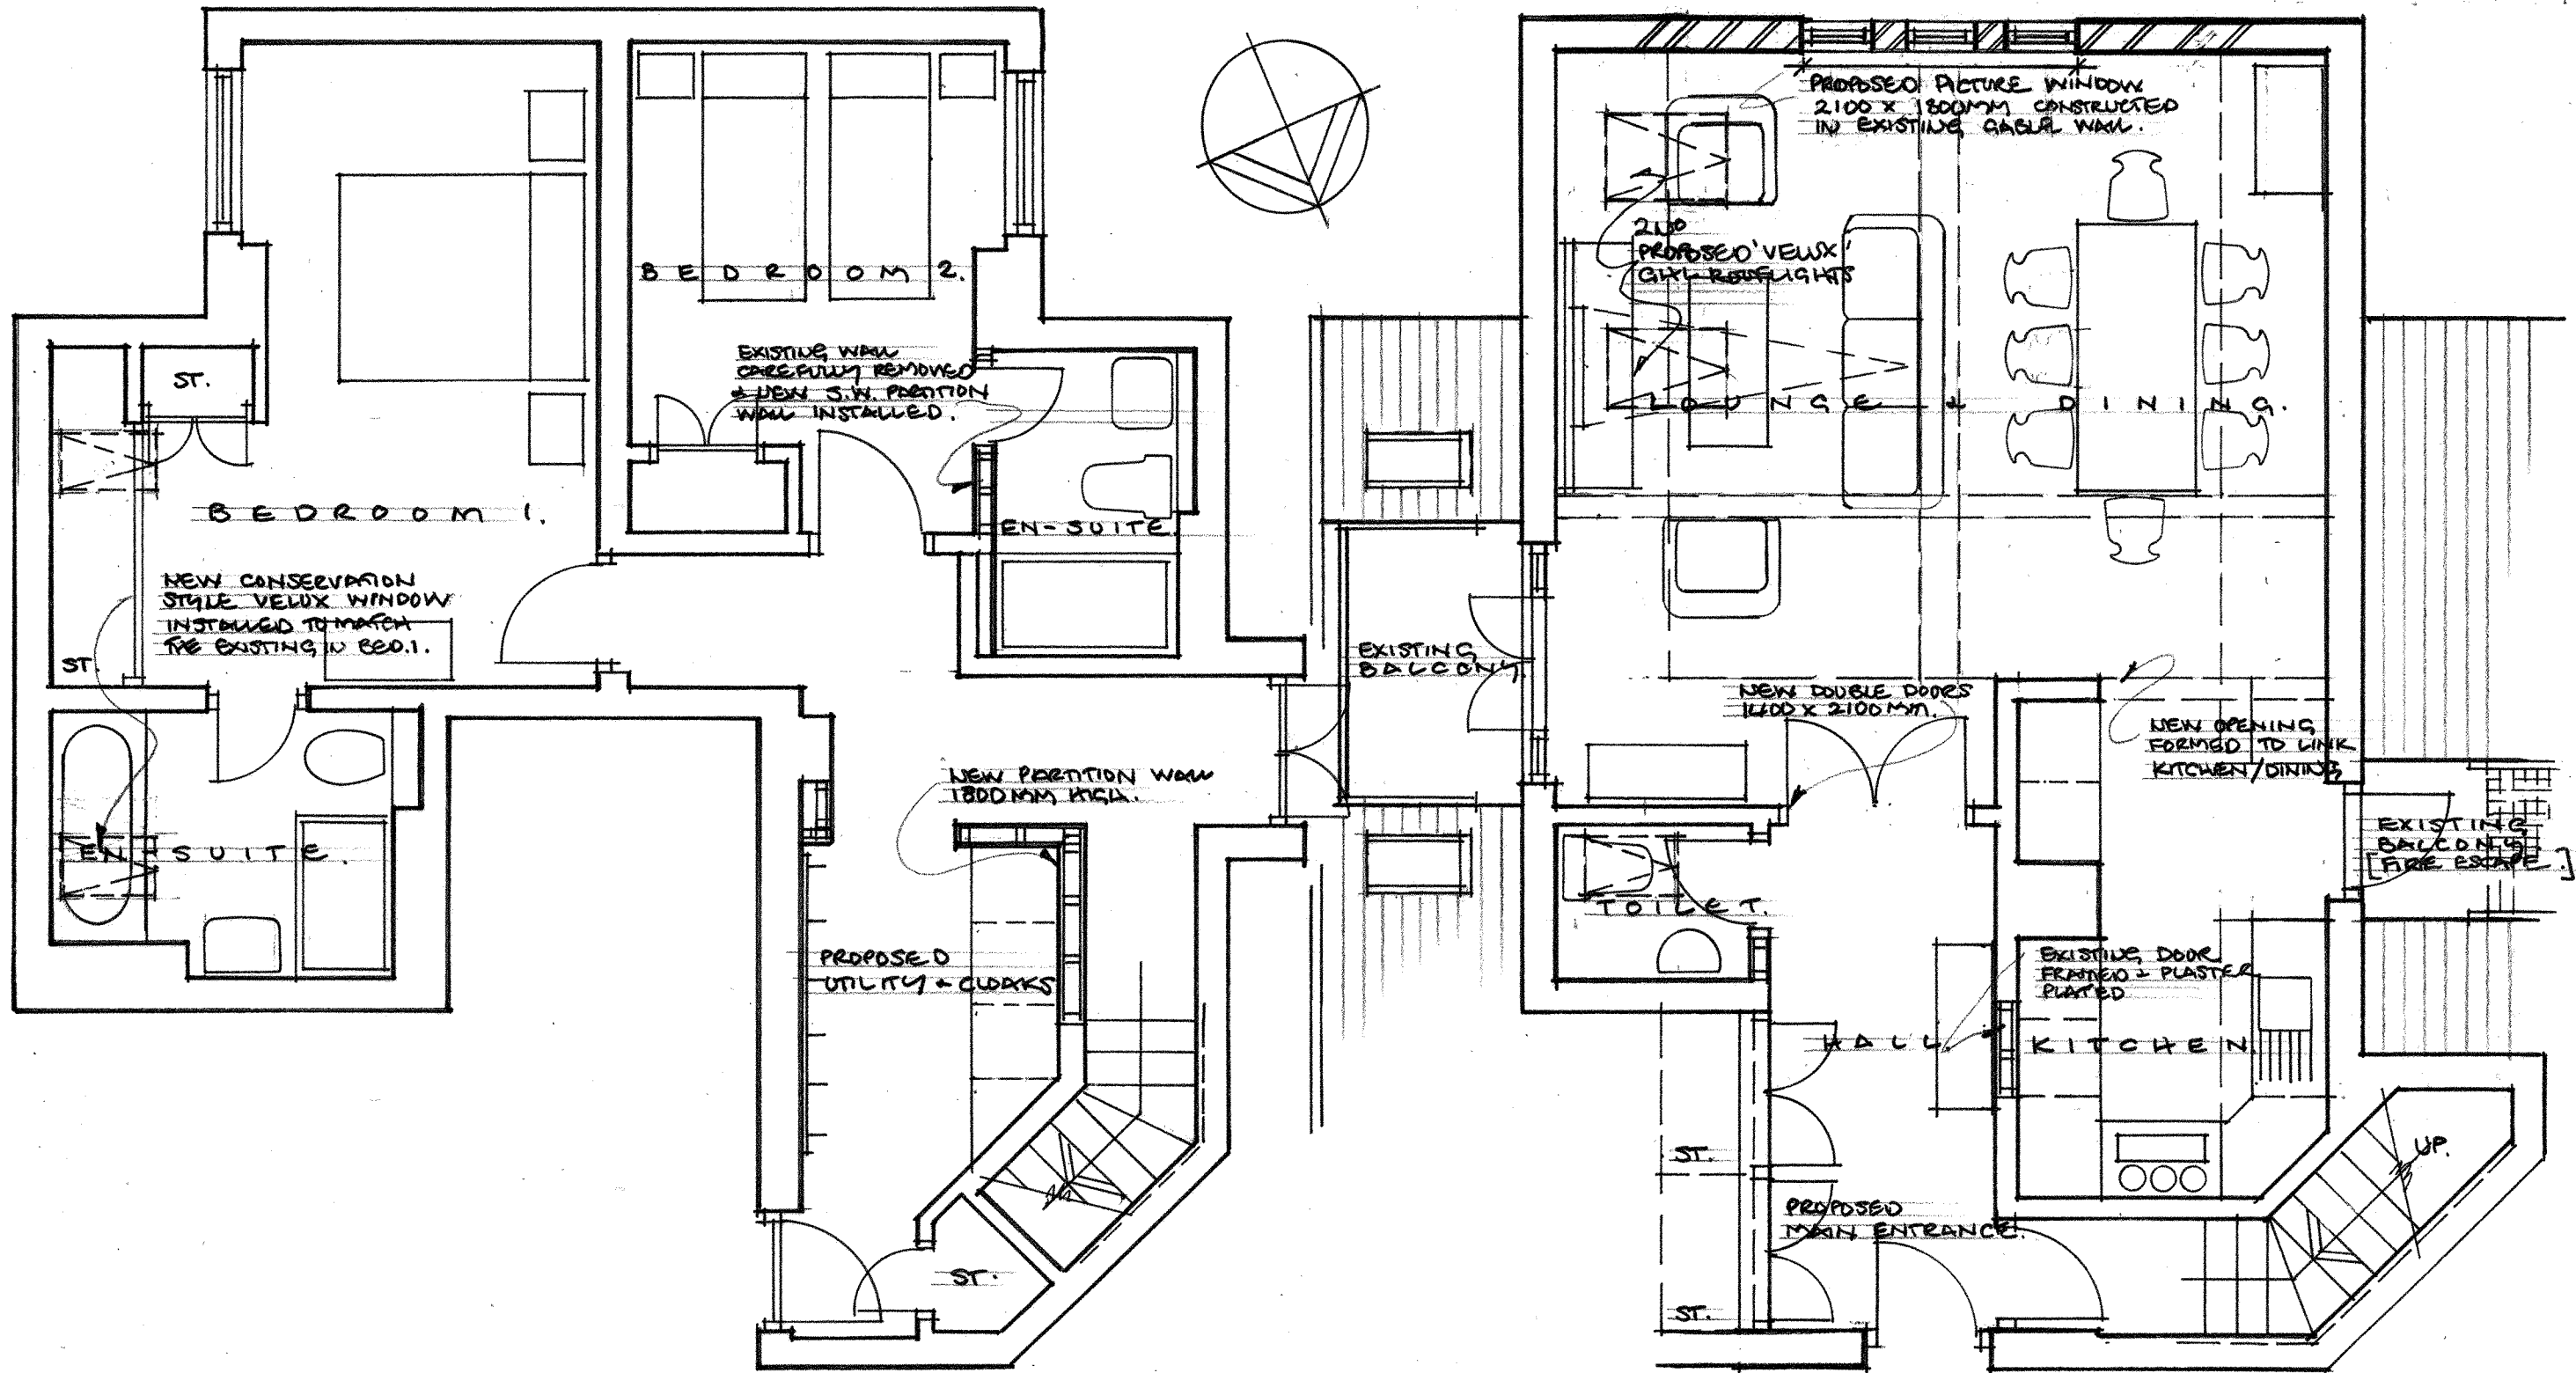 BEDROOM 2.
EXISTING WALL
CAREFULLY REMOVED
& NEW S.W. PARTITION
WALL INSTALLED.
ST.
BEDROOM 1.
EN-SUITE.
NEW CONSERVATION
STYLE VELUX WINDOW
INSTALLED TO MATCH
THE EXISTING IN BED.1.
ST.
EN-SUITE.
NEW PARTITION WALL
1800MM HIGH.
PROPOSED
UTILITY & CLOAKS
ST.
PROPOSED PICTURE WINDOW
2100 x 1800MM CONSTRUCTED
IN EXISTING GABLE WALL.
2NO
PROPOSED 'VELUX'
ROOFLIGHTS
LOUNGE & DINING.
EXISTING
BALCONY.
NEW DOUBLE DOORS
1400 x 2100MM.
NEW OPENING
FORMED TO LINK
KITCHEN/DINING
EXISTING
BALCONY.
[FIRE ESCAPE.]
TOILET.
EXISTING DOOR
FRAMED & PLASTER
PLATED
HALL.
KITCHEN.
ST.
UP.
PROPOSED
MAIN ENTRANCE.
ST.